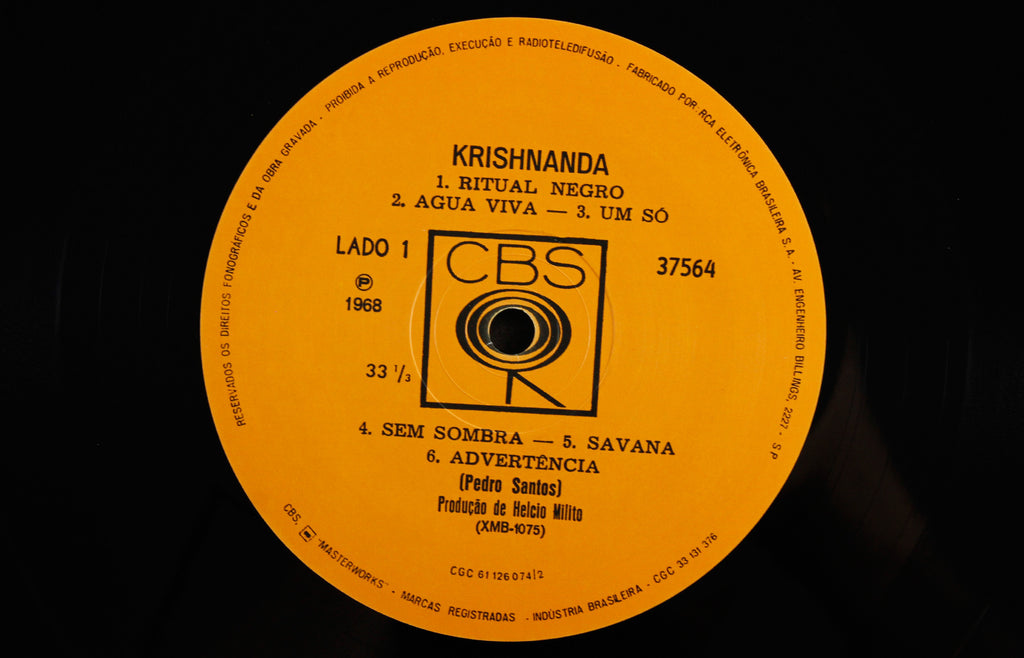 RESERVADOS OS DIREITOS FONOGRÁFICOS E DA OBRA GRAVADA - PROIBIDA A REPRODUÇÃO, EXECUÇÃO E RADIOTELEDIFUSÃO - FABRICADO POR RCA ELETRÔNICA BRASILEIRA S.A. - AV. ENGENHEIRO BILLINGS, 2227 - SP
KRISHNANDA
1. RITUAL NEGRO
2. AGUA VIVA — 3. UM SÓ
LADO 1
CBS
37564
Ⓟ
1968
33 1/3
4. SEM SOMBRA — 5. SAVANA
6. ADVERTÊNCIA
(Pedro Santos)
Produção de Helcio Milito
(XMB-1075)
CGC 61 126 074/2
CBS, "MASTERWORKS" - MARCAS REGISTRADAS - INDÚSTRIA BRASILEIRA - CGC 33 131 376